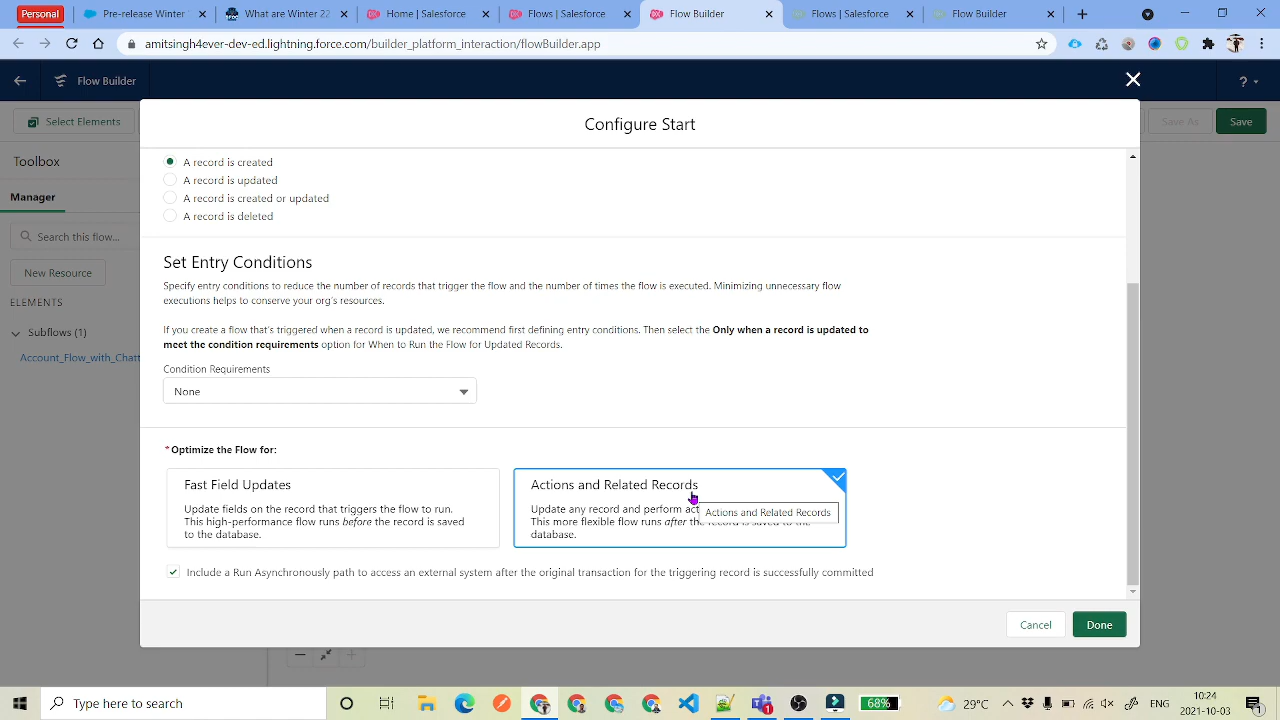 Personal
Pre-release Winter
What are Winter 22
Home | Salesforce
Flows | Salesforce
Flow Builder
Flows | Salesforce
Flow Builder
amitsingh4ever-dev-ed.lightning.force.com/builder_platform_interaction/flowBuilder.app
Flow Builder
?
Select Elements
Save As
Save
Configure Start
Toolbox
Manager
Search this flow...
New Resource
ELEMENTS
Subflows (1)
Account_Flow_with_Chatt
A record is created
A record is updated
A record is created or updated
A record is deleted
Set Entry Conditions
Specify entry conditions to reduce the number of records that trigger the flow and the number of times the flow is executed. Minimizing unnecessary flow
executions helps to conserve your org's resources.
If you create a flow that's triggered when a record is updated, we recommend first defining entry conditions. Then select the Only when a record is updated to
meet the condition requirements option for When to Run the Flow for Updated Records.
Condition Requirements
None
*Optimize the Flow for:
Fast Field Updates
Update fields on the record that triggers the flow to run.
This high-performance flow runs before the record is saved
to the database.
Actions and Related Records
Update any record and perform act
Actions and Related Records
This more flexible flow runs after the record is saved to the
database.
Include a Run Asynchronously path to access an external system after the original transaction for the triggering record is successfully committed
Cancel
Done
Type here to search
1
68%
29°C
ENG
10:24
2021-10-03
1